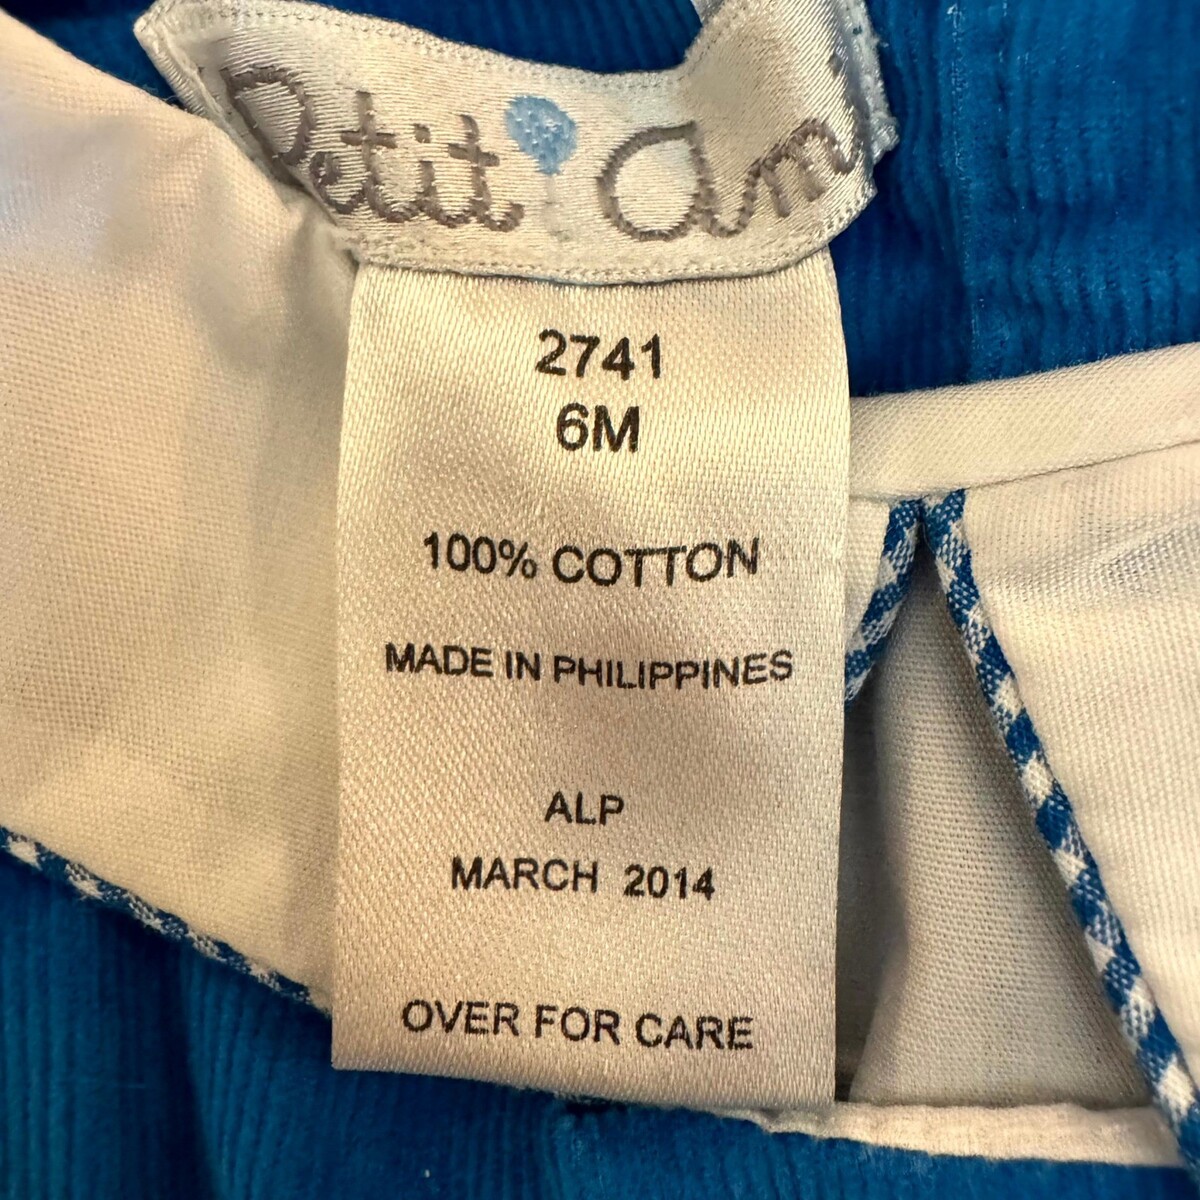 Petit Ami
2741
6M
100% COTTON
MADE IN PHILIPPINES
ALP
MARCH 2014
OVER FOR CARE